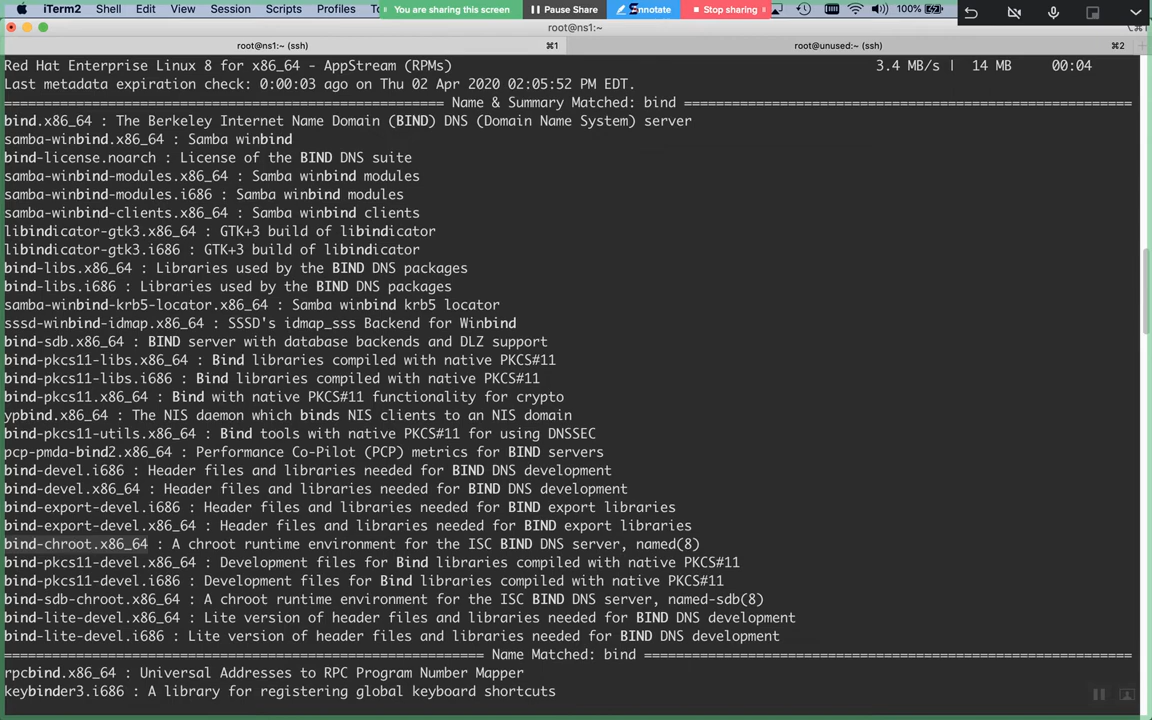 iTerm2 Shell Edit View Session Scripts Profiles You are sharing this screen Pause Share Annotate Stop sharing 100%
root@ns1:~
root@ns1:~ (ssh) ⌘1 root@unused:~ (ssh) ⌘2
Red Hat Enterprise Linux 8 for x86_64 - AppStream (RPMs) 3.4 MB/s | 14 MB 00:04
Last metadata expiration check: 0:00:03 ago on Thu 02 Apr 2020 02:05:52 PM EDT.
======================================================= Name & Summary Matched: bind ========================================================
bind.x86_64 : The Berkeley Internet Name Domain (BIND) DNS (Domain Name System) server
samba-winbind.x86_64 : Samba winbind
bind-license.noarch : License of the BIND DNS suite
samba-winbind-modules.x86_64 : Samba winbind modules
samba-winbind-modules.i686 : Samba winbind modules
samba-winbind-clients.x86_64 : Samba winbind clients
libindicator-gtk3.x86_64 : GTK+3 build of libindicator
libindicator-gtk3.i686 : GTK+3 build of libindicator
bind-libs.x86_64 : Libraries used by the BIND DNS packages
bind-libs.i686 : Libraries used by the BIND DNS packages
samba-winbind-krb5-locator.x86_64 : Samba winbind krb5 locator
sssd-winbind-idmap.x86_64 : SSSD's idmap_sss Backend for Winbind
bind-sdb.x86_64 : BIND server with database backends and DLZ support
bind-pkcs11-libs.x86_64 : Bind libraries compiled with native PKCS#11
bind-pkcs11-libs.i686 : Bind libraries compiled with native PKCS#11
bind-pkcs11.x86_64 : Bind with native PKCS#11 functionality for crypto
ypbind.x86_64 : The NIS daemon which binds NIS clients to an NIS domain
bind-pkcs11-utils.x86_64 : Bind tools with native PKCS#11 for using DNSSEC
pcp-pmda-bind2.x86_64 : Performance Co-Pilot (PCP) metrics for BIND servers
bind-devel.i686 : Header files and libraries needed for BIND DNS development
bind-devel.x86_64 : Header files and libraries needed for BIND DNS development
bind-export-devel.i686 : Header files and libraries needed for BIND export libraries
bind-export-devel.x86_64 : Header files and libraries needed for BIND export libraries
bind-chroot.x86_64 : A chroot runtime environment for the ISC BIND DNS server, named(8)
bind-pkcs11-devel.x86_64 : Development files for Bind libraries compiled with native PKCS#11
bind-pkcs11-devel.i686 : Development files for Bind libraries compiled with native PKCS#11
bind-sdb-chroot.x86_64 : A chroot runtime environment for the ISC BIND DNS server, named-sdb(8)
bind-lite-devel.x86_64 : Lite version of header files and libraries needed for BIND DNS development
bind-lite-devel.i686 : Lite version of header files and libraries needed for BIND DNS development
============================================================ Name Matched: bind =============================================================
rpcbind.x86_64 : Universal Addresses to RPC Program Number Mapper
keybinder3.i686 : A library for registering global keyboard shortcuts